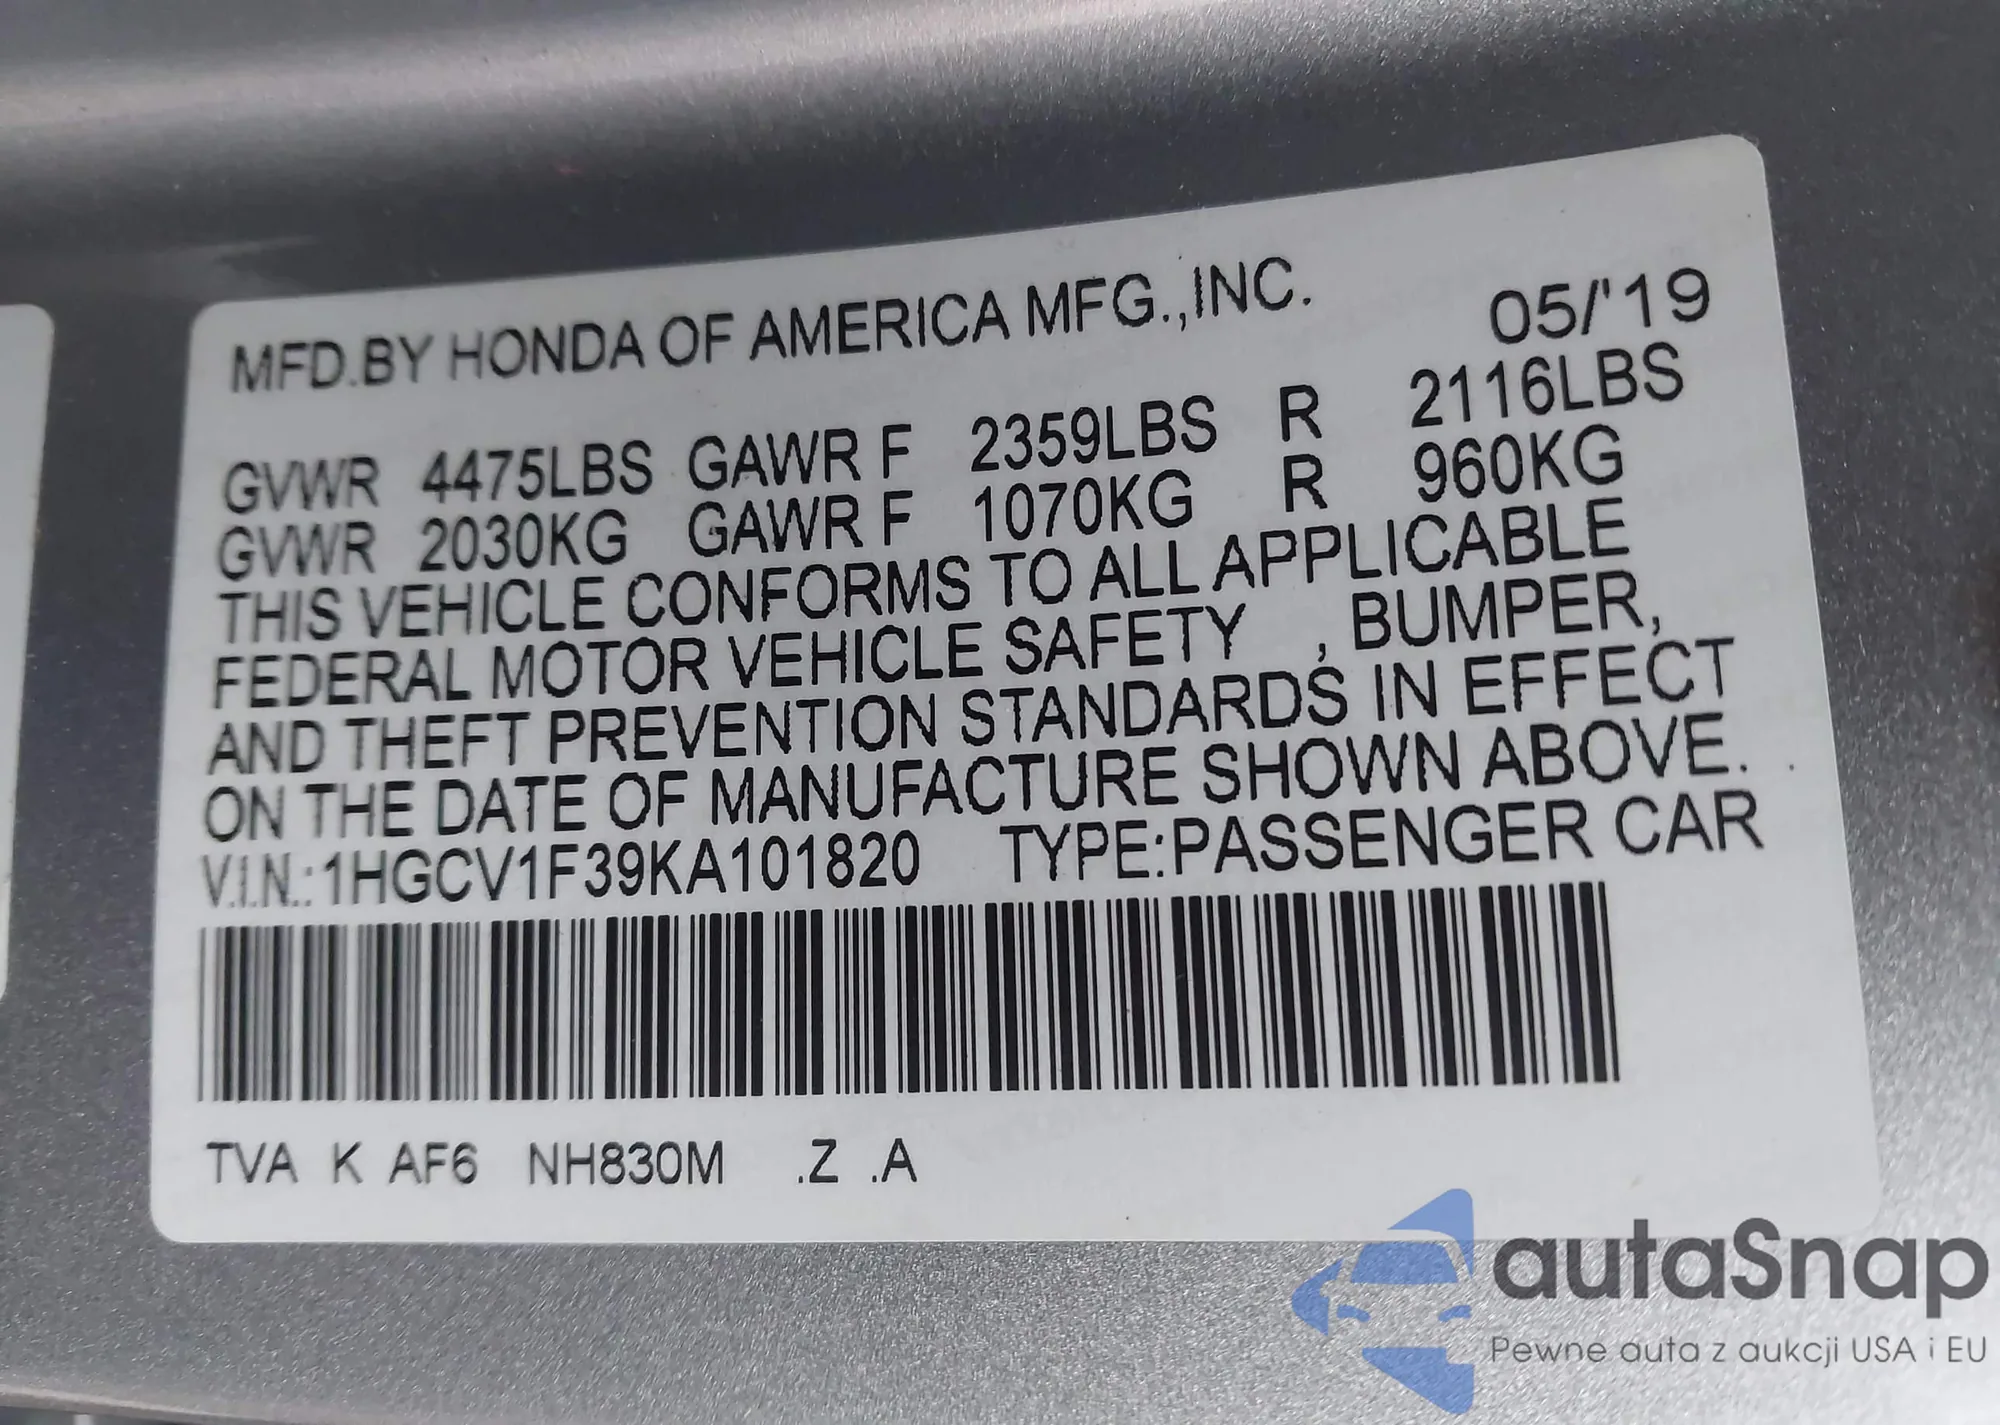 MFD.BY HONDA OF AMERICA MFG.,INC. 05/'19
GVWR 4475LBS GAWR F 2359LBS R 2116LBS
GVWR 2030KG GAWR F 1070KG R 960KG
THIS VEHICLE CONFORMS TO ALL APPLICABLE
FEDERAL MOTOR VEHICLE SAFETY , BUMPER,
AND THEFT PREVENTION STANDARDS IN EFFECT
ON THE DATE OF MANUFACTURE SHOWN ABOVE.
V.I.N.:1HGCV1F39KA101820 TYPE:PASSENGER CAR
TVA K AF6 NH830M .Z .A
autaSnap
Pewne auta z aukcji USA i EU